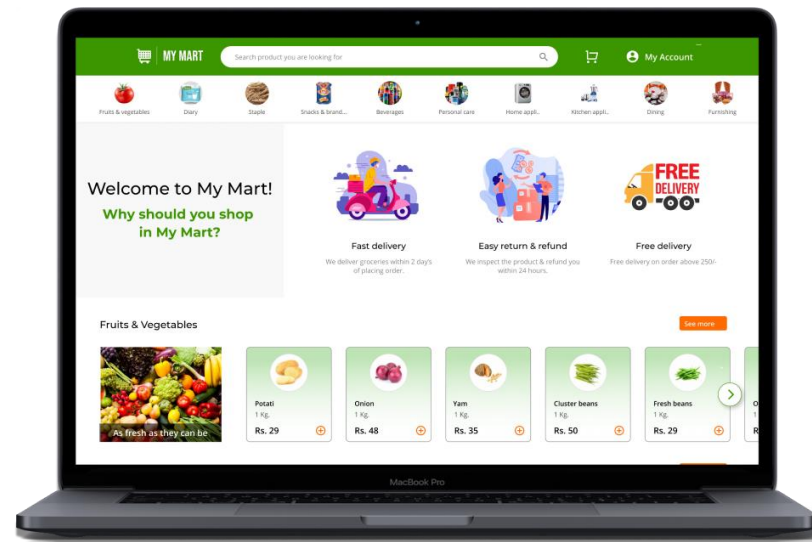 MY MART
Search product you are looking for
My Account
Fruits & vegetables
Diary
Staple
Snacks & brand...
Beverages
Personal care
Home appli..
Kitchen appli..
Dining
Furnishing
Welcome to My Mart!
Why should you shop
in My Mart?
FREE
DELIVERY
Fast delivery
We deliver groceries within 2 day's
of placing order.
Easy return & refund
We inspect the product & refund you
within 24 hours.
Free delivery
Free delivery on order above 250/-
Fruits & Vegetables
See more
As fresh as they can be
Potati
1 Kg.
Rs. 29
Onion
1 Kg.
Rs. 48
Yam
1 Kg.
Rs. 35
Cluster beans
1 Kg.
Rs. 50
Fresh beans
1 Kg.
Rs. 29
MacBook Pro